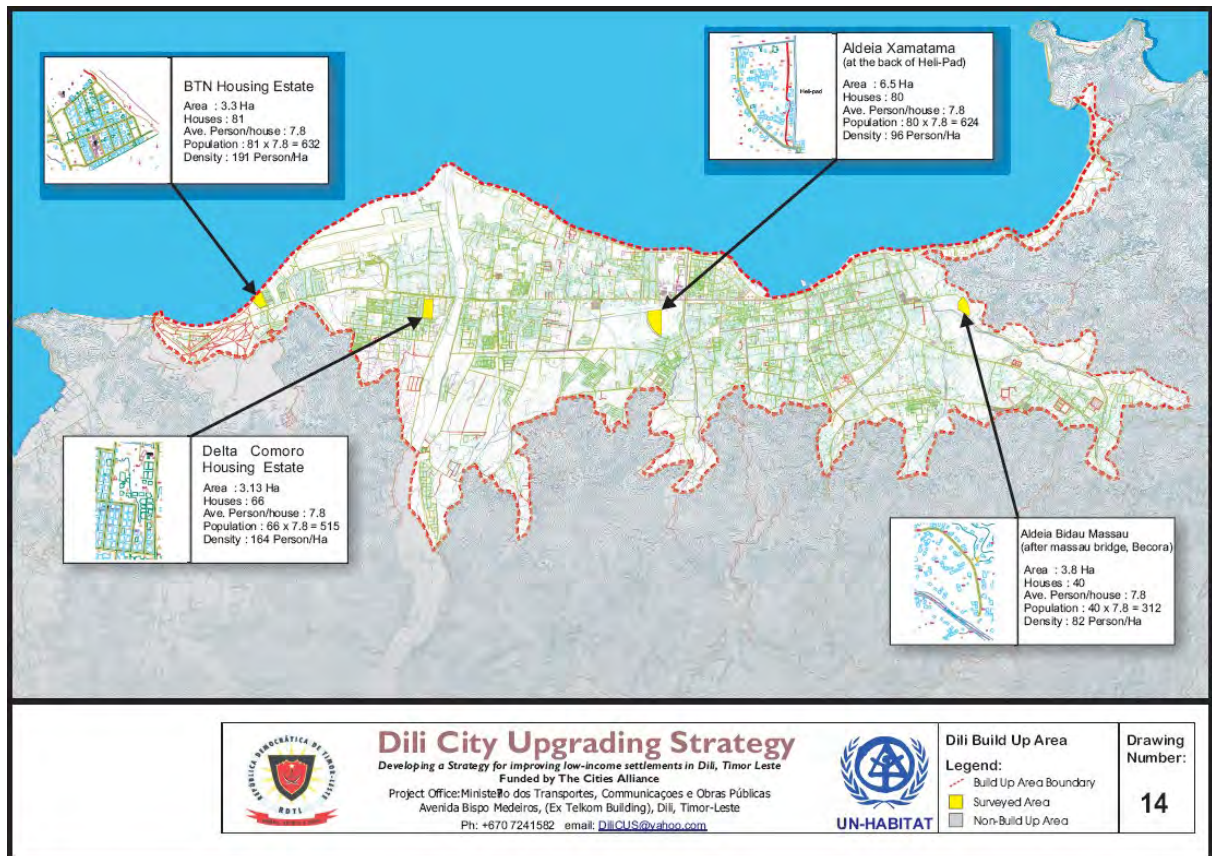 BTN Housing Estate
Area : 3.3 Ha
Houses : 81
Ave. Person/house : 7.8
Population : 81 x 7.8 = 632
Density : 191 Person/Ha
Heli-pad
Aldeia Xamatama
(at the back of Heli-Pad)
Area : 6.5 Ha
Houses : 80
Ave. Person/house : 7.8
Population : 80 x 7.8 = 624
Density : 96 Person/Ha
Delta Comoro
Housing Estate
Area : 3.13 Ha
Houses : 66
Ave. Person/house : 7.8
Population : 66 x 7.8 = 515
Density : 164 Person/Ha
Aldeia Bidau Massau
(after massau bridge, Becora)
Area : 3.8 Ha
Houses : 40
Ave. Person/house : 7.8
Population : 40 x 7.8 = 312
Density : 82 Person/Ha
REPÚBLICA DEMOCRÁTICA DE TIMOR-LESTE
RDTL
Dili City Upgrading Strategy
Developing a Strategy for improving low-income settlements in Dili, Timor Leste
Funded by The Cities Alliance
Project Office: dos Transportes, Communicaçoes e Obras Públicas
Avenida Bispo Medeiros, (Ex Telkom Building), Dili, Timor-Leste
Ph: +670 7241582 email: DiliCUS@yahoo.com
UN-HABITAT
Dili Build Up Area
Legend:
Build Up Area Boundary
Surveyed Area
Non-Build Up Area
Drawing
Number:
14